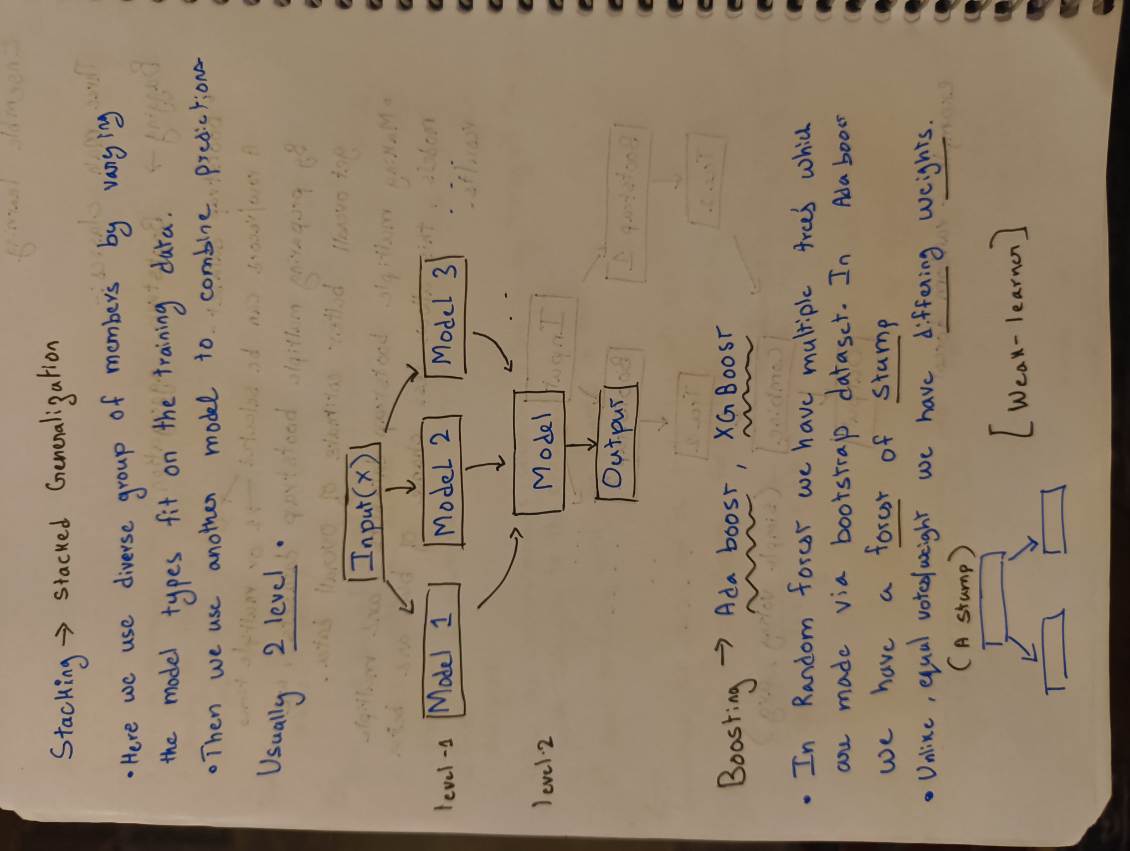 Stacking → Stacked Generalization
• Here we use diverse group of members by varying
the model types fit on the training data.
• Then we use another model to combine predictions
Usually 2 level.
Input (X)
level-1 Model 1 Model 2 Model 3 ....
..
level-2 Model
Output
Boosting → Ada boost, XG Boost
• In Random forest we have multiple trees which
are made via bootstrap dataset. In Ada boost
we have a forest of stump
• Unlike, equal votes/weight we have differing weights.
(A stump)
[Weak-learner]